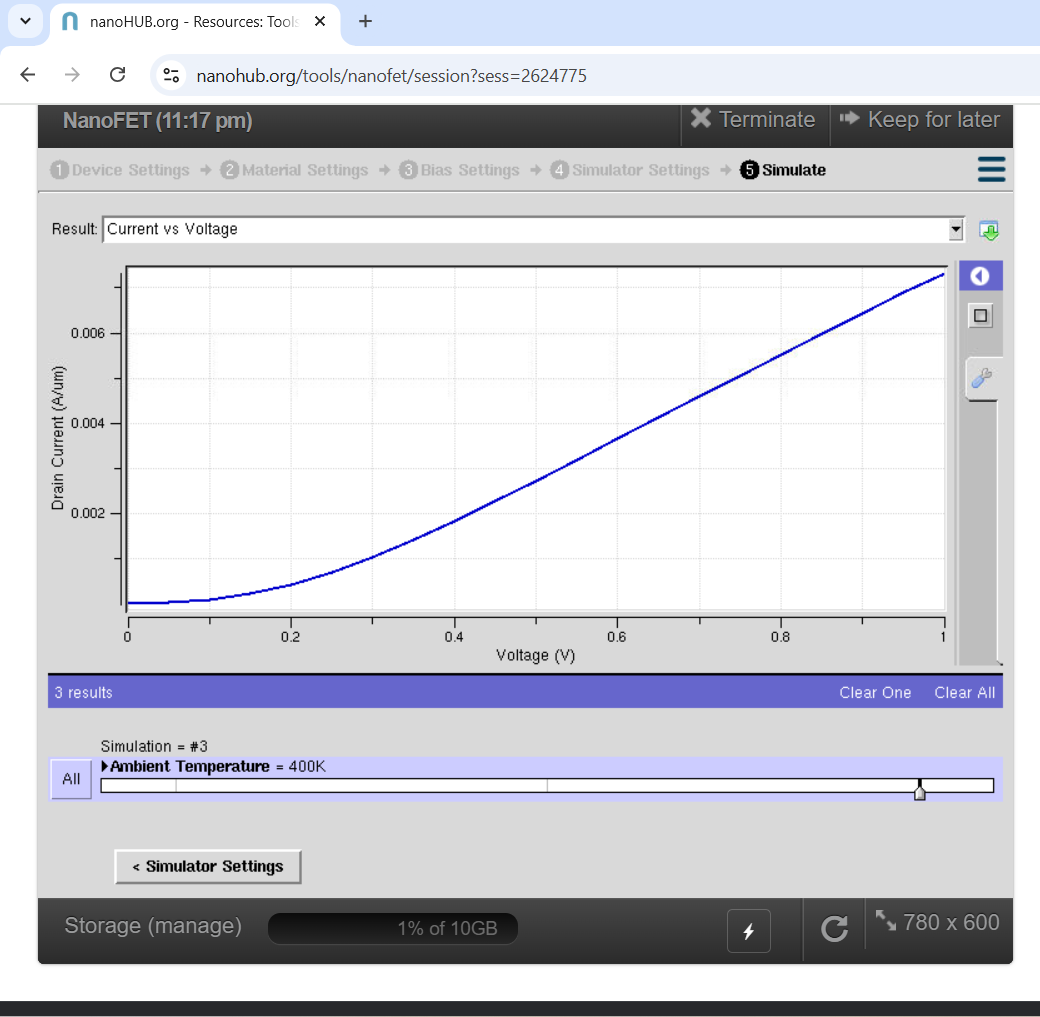 nanoHUB.org - Resources: Tools
nanohub.org/tools/nanofet/session?sess=2624775
NanoFET (11:17 pm) Terminate Keep for later
1 Device Settings 2 Material Settings 3 Bias Settings 4 Simulator Settings 5 Simulate
Result: Current vs Voltage
0.006
0.004
0.002
Drain Current (A/um)
0 0.2 0.4 0.6 0.8 1
Voltage (V)
3 results Clear One Clear All
Simulation = #3
All
Ambient Temperature = 400K
< Simulator Settings
Storage (manage) 1% of 10GB 780 x 600